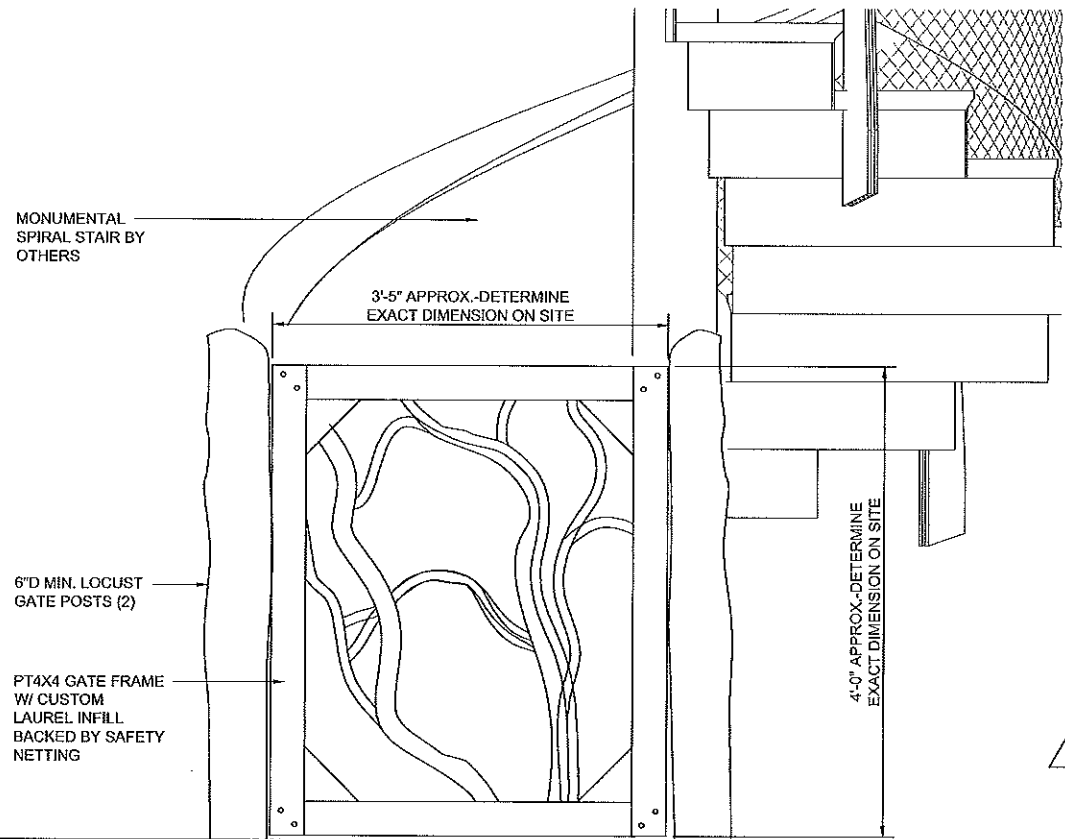 MONUMENTAL
SPIRAL STAIR BY
OTHERS
3'-5" APPROX.-DETERMINE
EXACT DIMENSION ON SITE
6"D MIN. LOCUST
GATE POSTS (2)
PT4X4 GATE FRAME
W/ CUSTOM
LAUREL INFILL
BACKED BY SAFETY
NETTING
4'-0" APPROX.-DETERMINE
EXACT DIMENSION ON SITE